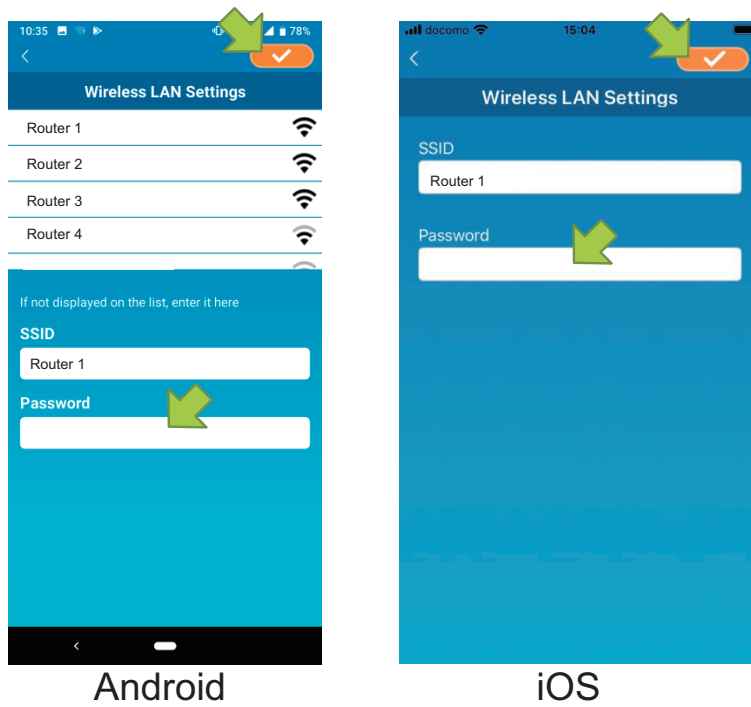 10:35
78%
Wireless LAN Settings
Router 1
Router 2
Router 3
Router 4
If not displayed on the list, enter it here
SSID
Router 1
Password
Android
docomo
15:04
Wireless LAN Settings
SSID
Router 1
Password
iOS